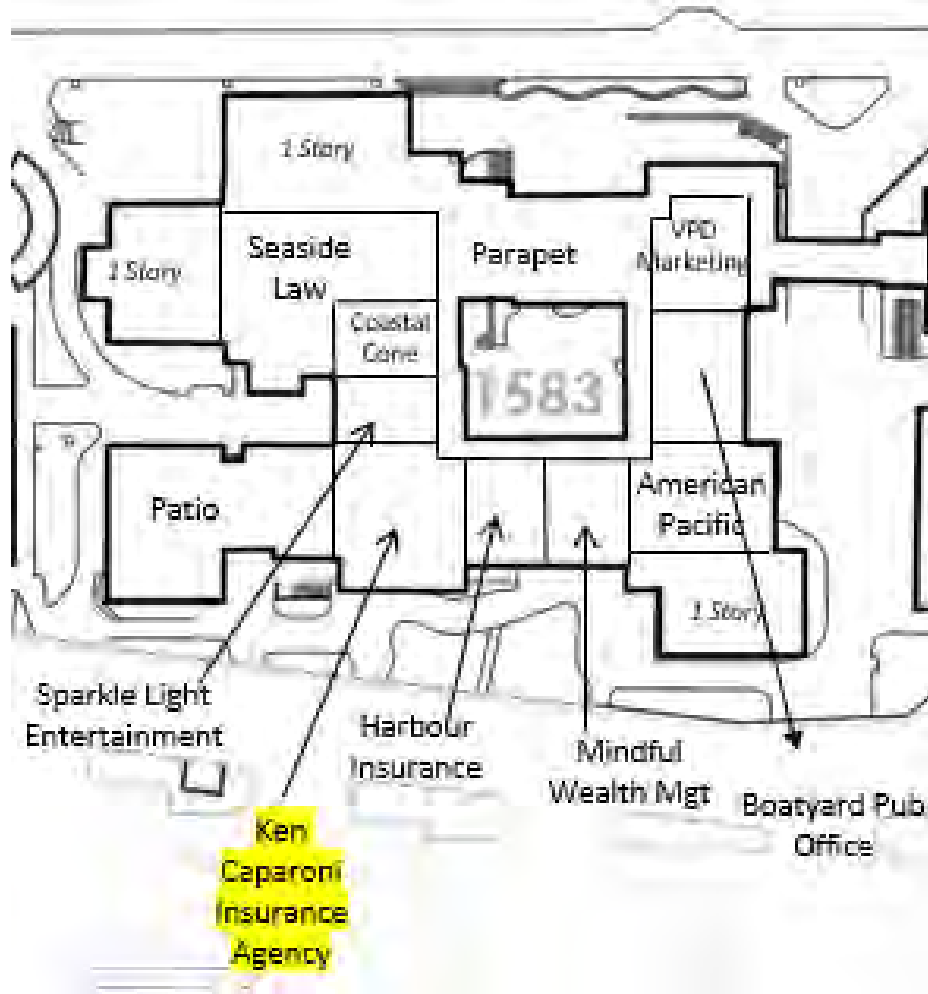 1 Story
Seaside
Law
Parapet
VPD
Marketing
1 Story
Coastal
Cone
1583
Patio
American
Pacific
1 Story
Sparkle Light
Entertainment
Harbour
Insurance
Mindful
Wealth Mgt
Boatyard Pub
Office
Ken
Caparoni
Insurance
Agency